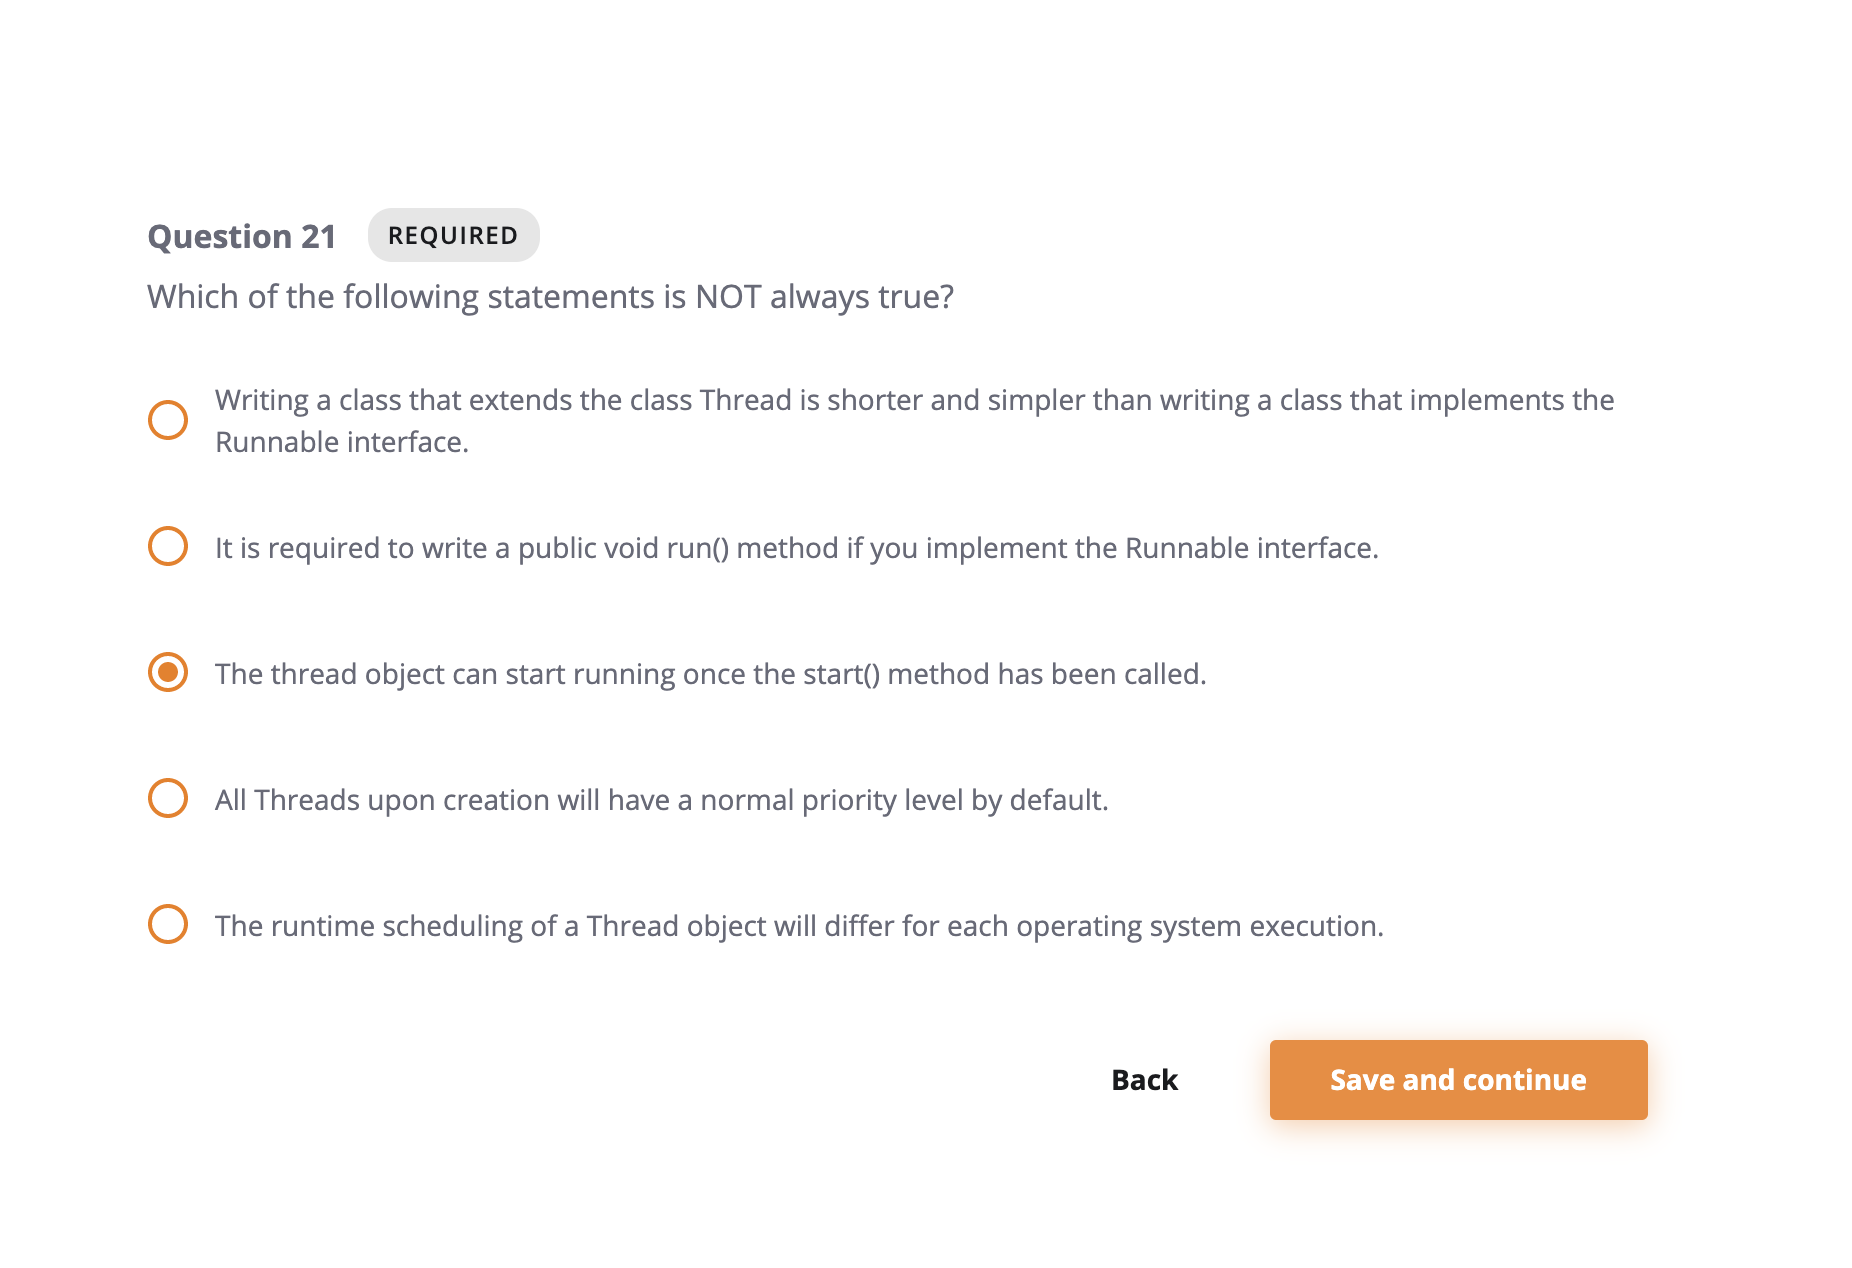 Question 21 REQUIRED
Which of the following statements is NOT always true?
Writing a class that extends the class Thread is shorter and simpler than writing a class that implements the
Runnable interface.
It is required to write a public void run() method if you implement the Runnable interface.
The thread object can start running once the start() method has been called.
All Threads upon creation will have a normal priority level by default.
The runtime scheduling of a Thread object will differ for each operating system execution.
Back Save and continue